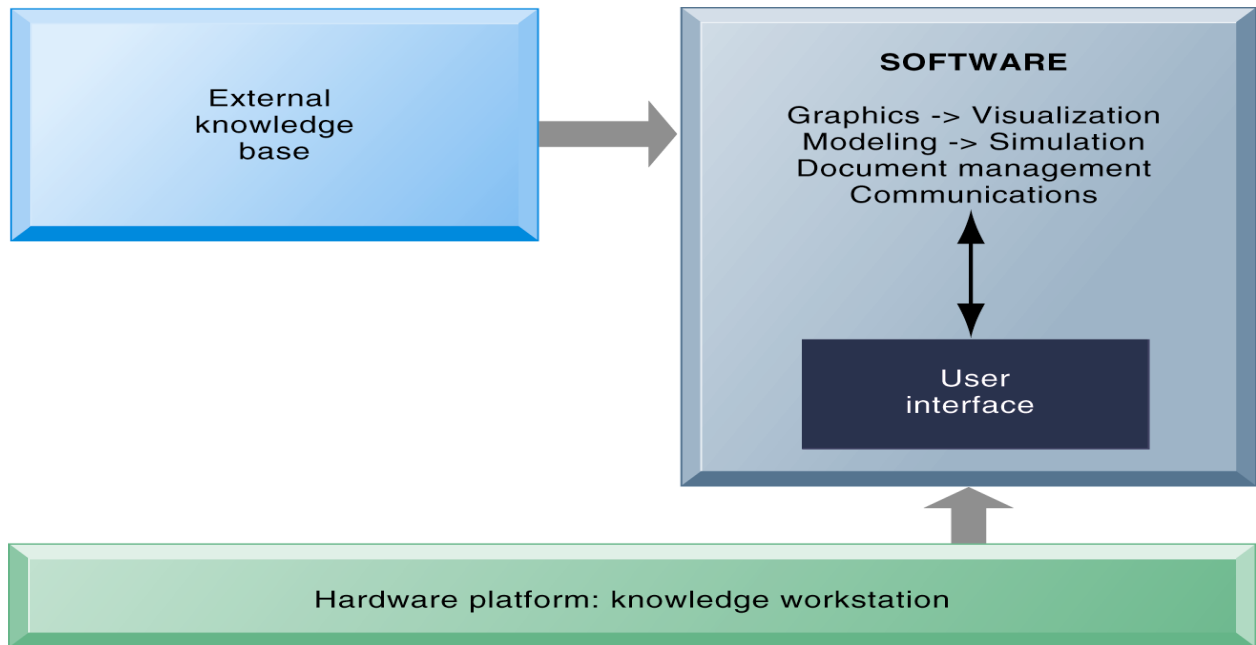 External
knowledge
base
SOFTWARE
Graphics -> Visualization
Modeling -> Simulation
Document management
Communications
User
interface
Hardware platform: knowledge workstation